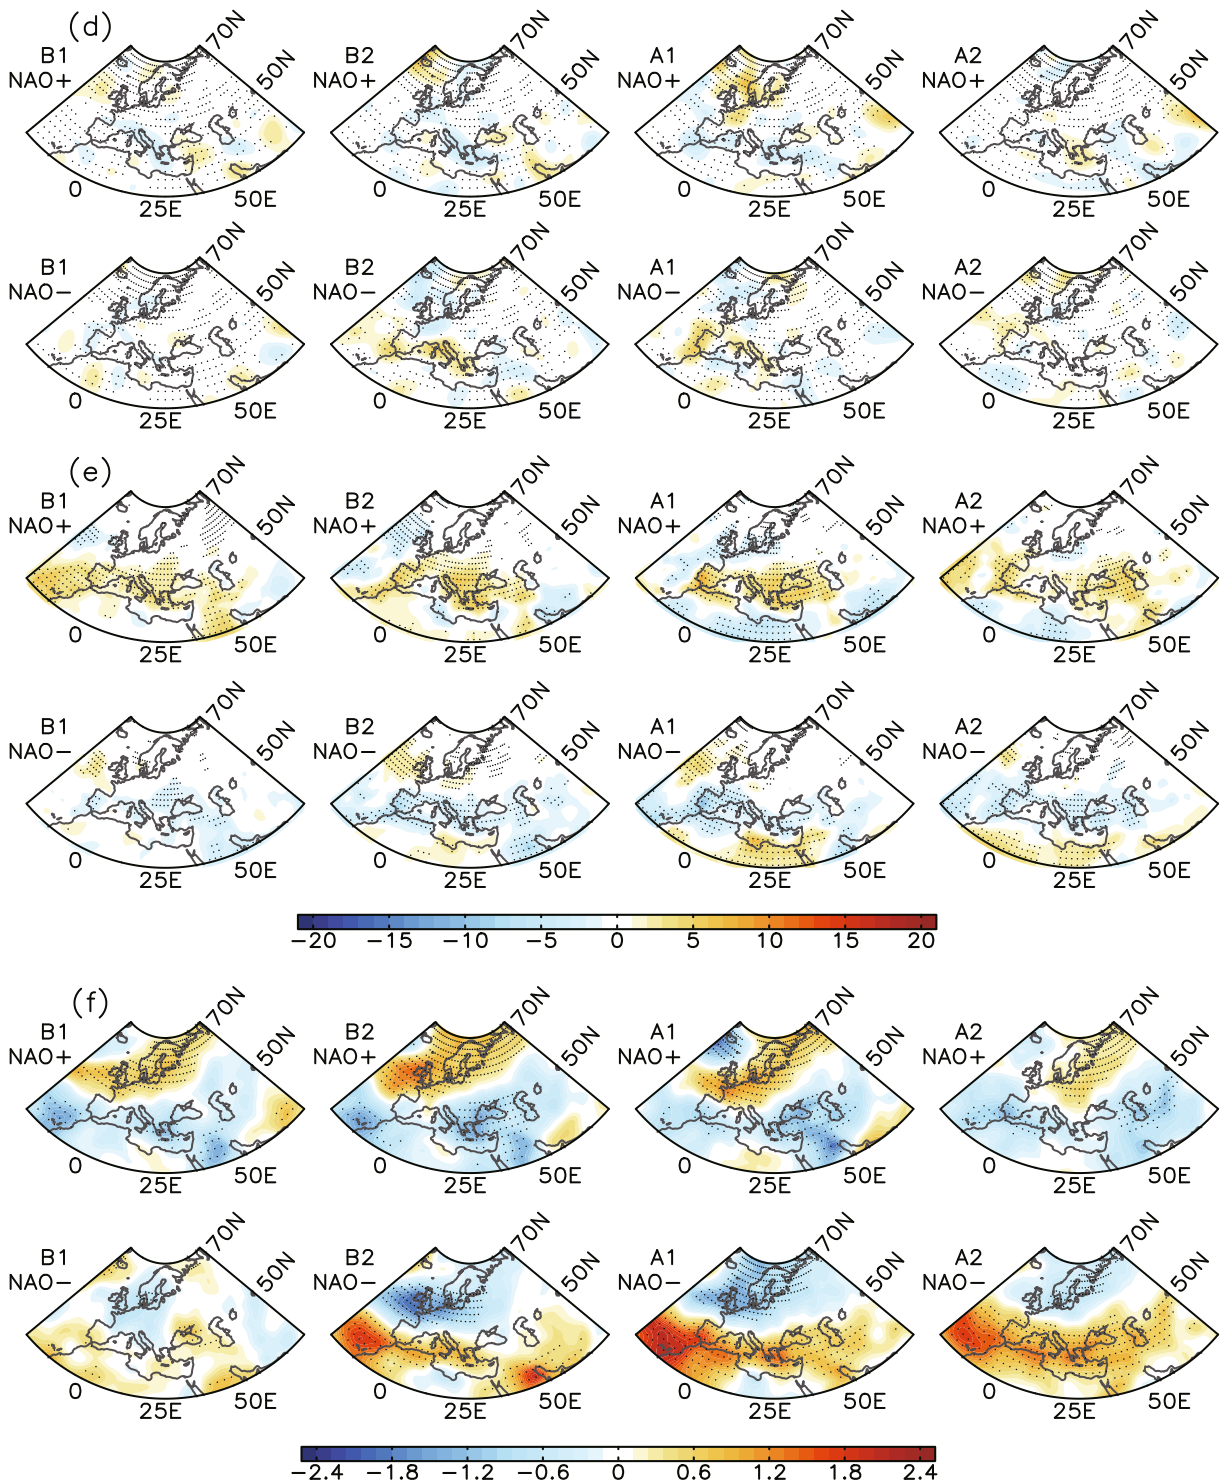 (d)
B1 NAO+ 70N 50N 0 25E 50E
B2 NAO+ 70N 50N 0 25E 50E
A1 NAO+ 70N 50N 0 25E 50E
A2 NAO+ 70N 50N 0 25E 50E
B1 NAO− 70N 50N 0 25E 50E
B2 NAO− 70N 50N 0 25E 50E
A1 NAO− 70N 50N 0 25E 50E
A2 NAO− 70N 50N 0 25E 50E
(e)
B1 NAO+ 70N 50N 0 25E 50E
B2 NAO+ 70N 50N 0 25E 50E
A1 NAO+ 70N 50N 0 25E 50E
A2 NAO+ 70N 50N 0 25E 50E
B1 NAO− 70N 50N 0 25E 50E
B2 NAO− 70N 50N 0 25E 50E
A1 NAO− 70N 50N 0 25E 50E
A2 NAO− 70N 50N 0 25E 50E
−20 −15 −10 −5 0 5 10 15 20
(f)
B1 NAO+ 70N 50N 0 25E 50E
B2 NAO+ 70N 50N 0 25E 50E
A1 NAO+ 70N 50N 0 25E 50E
A2 NAO+ 70N 50N 0 25E 50E
B1 NAO− 70N 50N 0 25E 50E
B2 NAO− 70N 50N 0 25E 50E
A1 NAO− 70N 50N 0 25E 50E
A2 NAO− 70N 50N 0 25E 50E
−2.4 −1.8 −1.2 −0.6 0 0.6 1.2 1.8 2.4